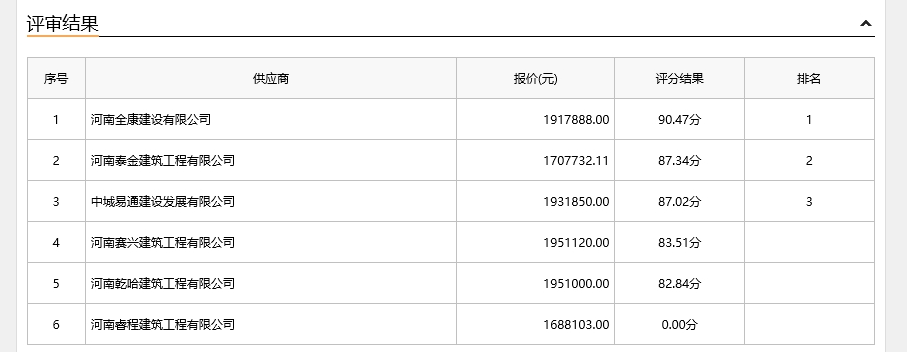 评审结果
序号 供应商 报价(元) 评分结果 排名
1 河南全康建设有限公司 1917888.00 90.47分 1
2 河南泰金建筑工程有限公司 1707732.11 87.34分 2
3 中城易通建设发展有限公司 1931850.00 87.02分 3
4 河南赛兴建筑工程有限公司 1951120.00 83.51分
5 河南乾哈建筑工程有限公司 1951000.00 82.84分
6 河南睿程建筑工程有限公司 1688103.00 0.00分